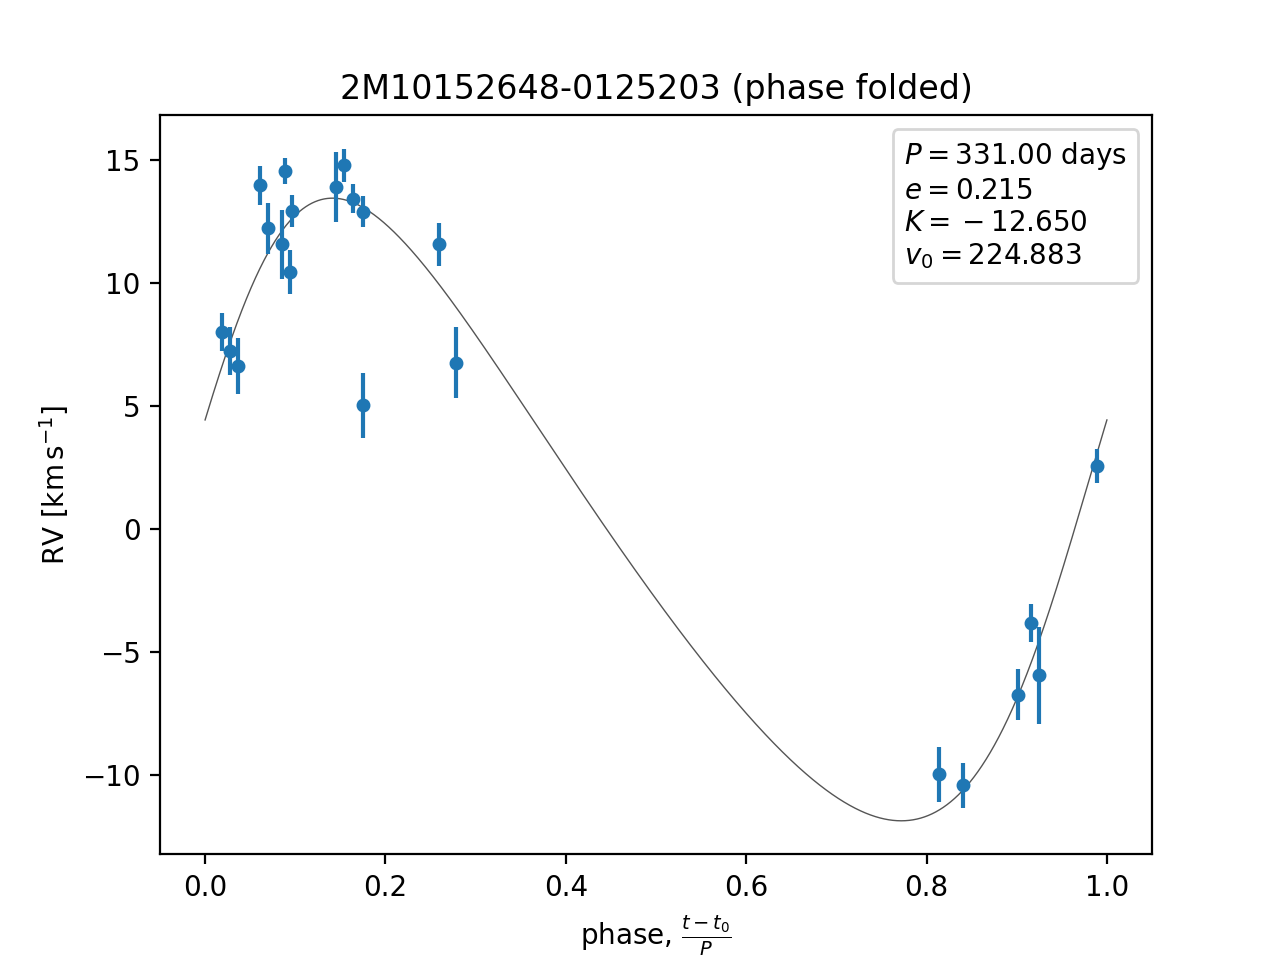 2M10152648-0125203 (phase folded)
P = 331.00 days
e = 0.215
K = −12.650
v₀ = 224.883
15
10
5
0
−5
−10
RV [km s⁻¹]
0.0 0.2 0.4 0.6 0.8 1.0
phase, (t − t₀)/P